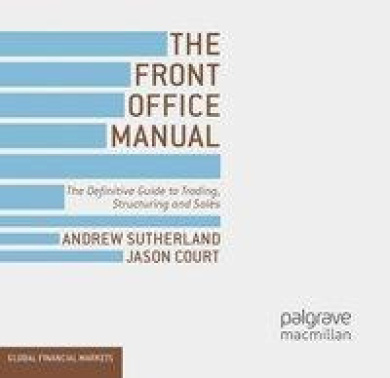 THE
FRONT
OFFICE
MANUAL
The Definitive Guide to Trading,
Structuring and Sales
ANDREW SUTHERLAND
JASON COURT
palgrave
macmillan
GLOBAL FINANCIAL MARKETS